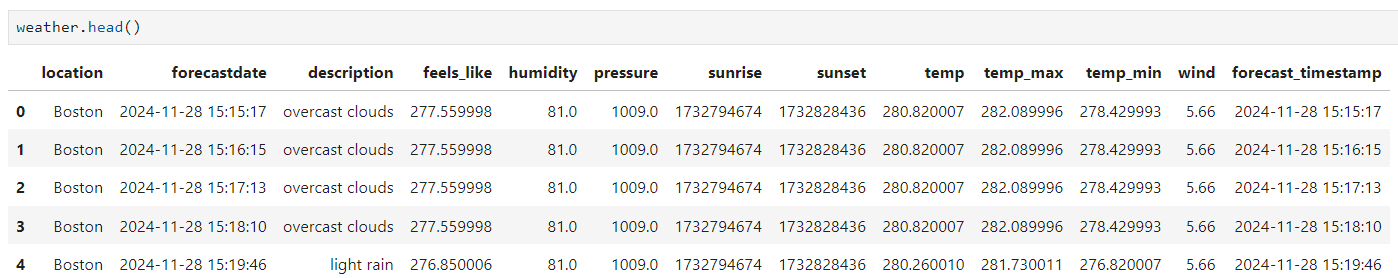 weather.head()
location forecastdate description feels_like humidity pressure sunrise sunset temp temp_max temp_min wind forecast_timestamp
0 Boston 2024-11-28 15:15:17 overcast clouds 277.559998 81.0 1009.0 1732794674 1732828436 280.820007 282.089996 278.429993 5.66 2024-11-28 15:15:17
1 Boston 2024-11-28 15:16:15 overcast clouds 277.559998 81.0 1009.0 1732794674 1732828436 280.820007 282.089996 278.429993 5.66 2024-11-28 15:16:15
2 Boston 2024-11-28 15:17:13 overcast clouds 277.559998 81.0 1009.0 1732794674 1732828436 280.820007 282.089996 278.429993 5.66 2024-11-28 15:17:13
3 Boston 2024-11-28 15:18:10 overcast clouds 277.559998 81.0 1009.0 1732794674 1732828436 280.820007 282.089996 278.429993 5.66 2024-11-28 15:18:10
4 Boston 2024-11-28 15:19:46 light rain 276.850006 81.0 1009.0 1732794674 1732828436 280.260010 281.730011 276.820007 5.66 2024-11-28 15:19:46